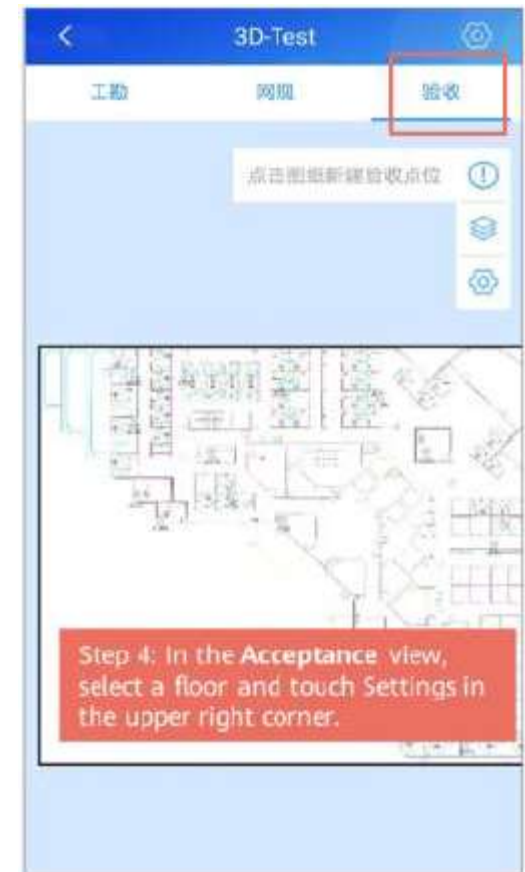 3D-Test
工勘
网规
验收
点击图纸新建验收点位
Step 4: In the Acceptance view,
select a floor and touch Settings in
the upper right corner.